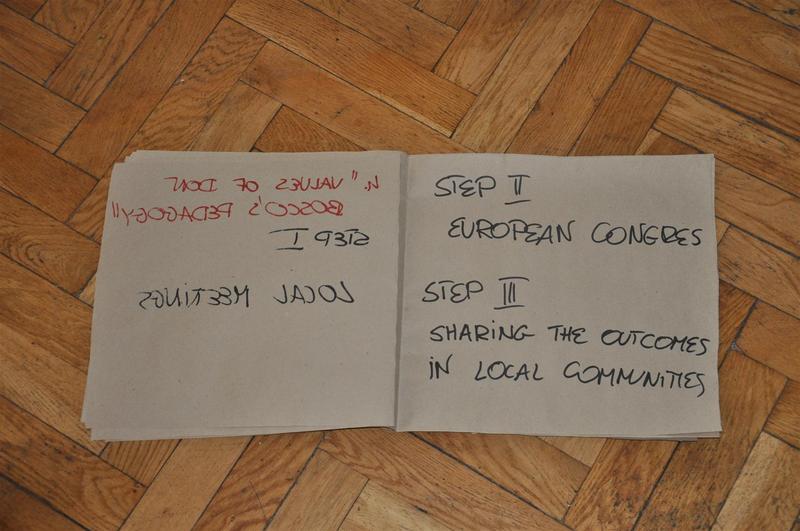 N. "VALUES OF DON
BOSCO'S PEDAGOGY"
STEP I
LOCAL MEETINGS
STEP II
EUROPEAN CONGRES
STEP III
SHARING THE OUTCOMES
IN LOCAL COMMUNITIES